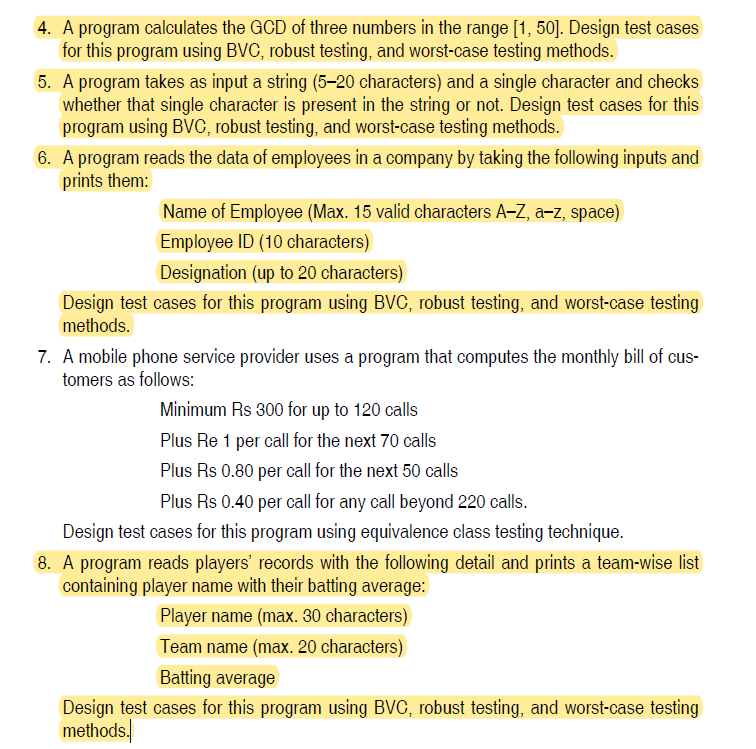 4. A program calculates the GCD of three numbers in the range [1, 50]. Design test cases
for this program using BVC, robust testing, and worst-case testing methods.
5. A program takes as input a string (5–20 characters) and a single character and checks
whether that single character is present in the string or not. Design test cases for this
program using BVC, robust testing, and worst-case testing methods.
6. A program reads the data of employees in a company by taking the following inputs and
prints them:
Name of Employee (Max. 15 valid characters A–Z, a–z, space)
Employee ID (10 characters)
Designation (up to 20 characters)
Design test cases for this program using BVC, robust testing, and worst-case testing
methods.
7. A mobile phone service provider uses a program that computes the monthly bill of cus-
tomers as follows:
Minimum Rs 300 for up to 120 calls
Plus Re 1 per call for the next 70 calls
Plus Rs 0.80 per call for the next 50 calls
Plus Rs 0.40 per call for any call beyond 220 calls.
Design test cases for this program using equivalence class testing technique.
8. A program reads players’ records with the following detail and prints a team-wise list
containing player name with their batting average:
Player name (max. 30 characters)
Team name (max. 20 characters)
Batting average
Design test cases for this program using BVC, robust testing, and worst-case testing
methods.